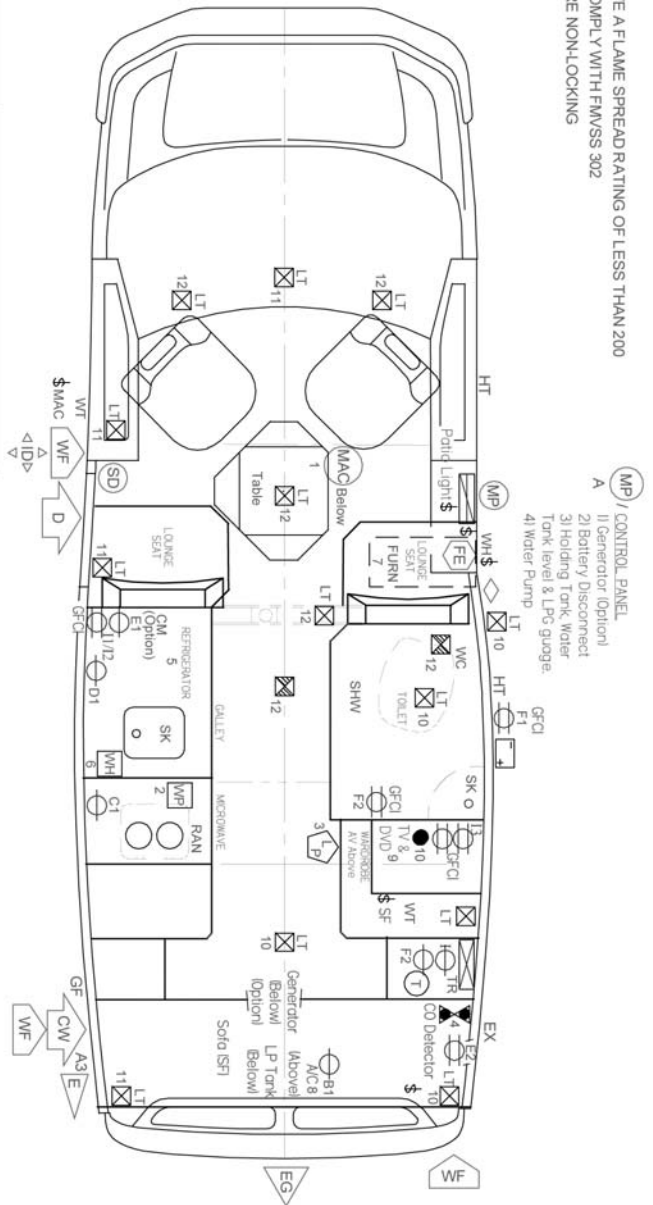 E A FLAME SPREAD RATING OF LESS THAN 200
OMPLY WITH FMVSS 302
RE NON-LOCKING
MP / CONTROL PANEL
A
1) Generator (Option)
2) Battery Disconnect
3) Holding Tank, Water
Tank level & LPG guage.
4) Water Pump
HT
Patio Light $
MP
WH$
$
LT
10
HT
GFCI
F1
- +
LT
12
LT
11
LT
12
MAC Below
1
LT
12
Table
LOUNGE
SEAT
FURN
7
FE
LT
12
WC
12
LT
10
TOILET
SHW
SK
GFCI
F2
12
13
GFCI
10
TV &
DVD 9
WARDROBE
AV Above
L
P
3
$ SF
WT
LT
LT
10
F2
TR
T
EX
CO Detector
4
E2
LT
10
$
Generator
(Below)
(Option)
(Above)
A/C 8
B1
LP Tank
(Below)
Sofa (SF)
LT
11
LT
11
WT
$ MAC
WF
ID
SD
D
LOUNGE
SEAT
LT
11
GFCI
11/12
E1
CM
(Option)
D1
REFRIGERATOR
5
SK
GALLEY
WH
6
WP
2
C1
MICROWAVE
RAN
GF
CW
WF
A3
E
EG
WF